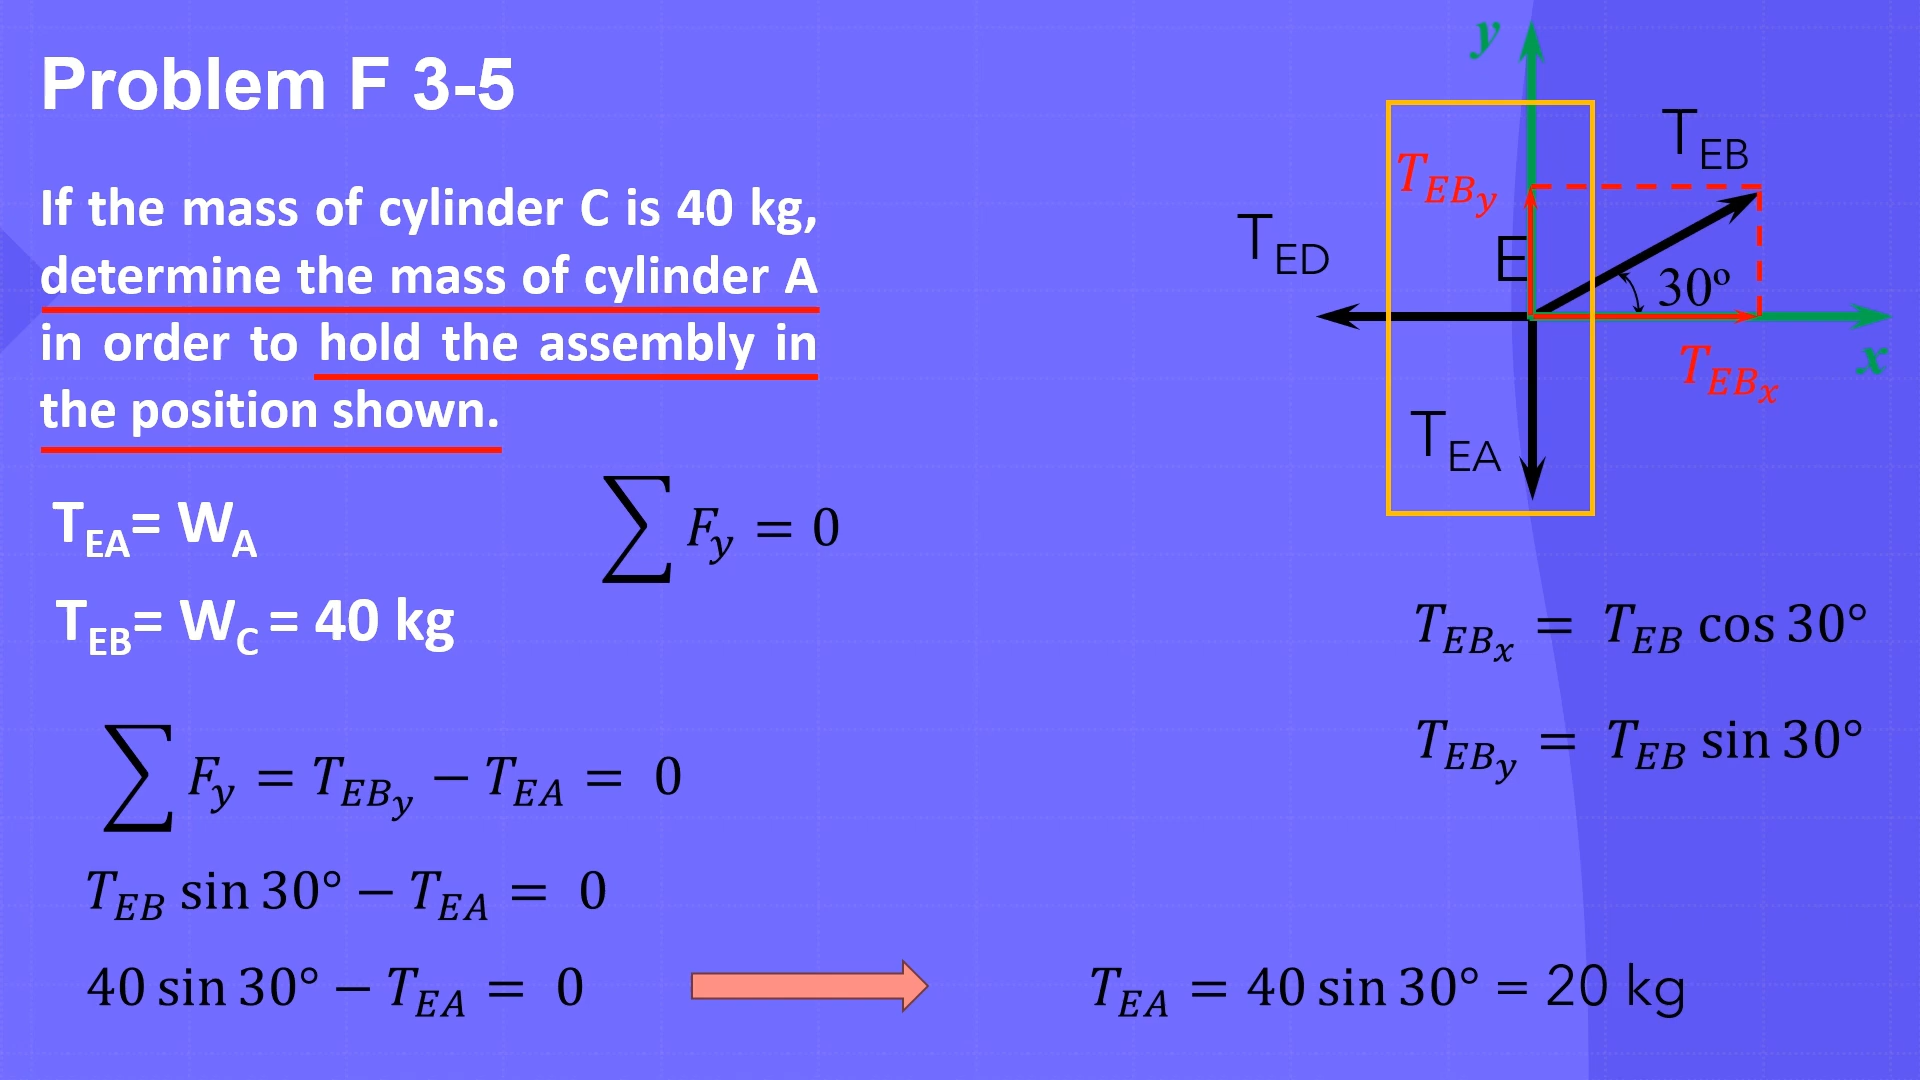 Problem F 3-5
If the mass of cylinder C is 40 kg,
determine the mass of cylinder A
in order to hold the assembly in
the position shown.
y
T_EB
T_EB_y
T_ED
E
30º
x
T_EB_x
T_EA
T_EA= W_A
∑ F_y = 0
T_EB= W_C = 40 kg
T_EB_x = T_EB cos 30°
T_EB_y = T_EB sin 30°
∑ F_y = T_EB_y − T_EA = 0
T_EB sin 30° − T_EA = 0
40 sin 30° − T_EA = 0
T_EA = 40 sin 30° = 20 kg